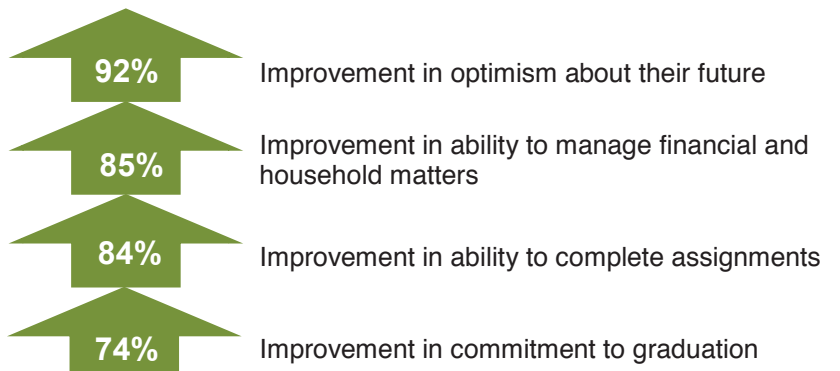 92%
Improvement in optimism about their future
85%
Improvement in ability to manage financial and
household matters
84%
Improvement in ability to complete assignments
74%
Improvement in commitment to graduation